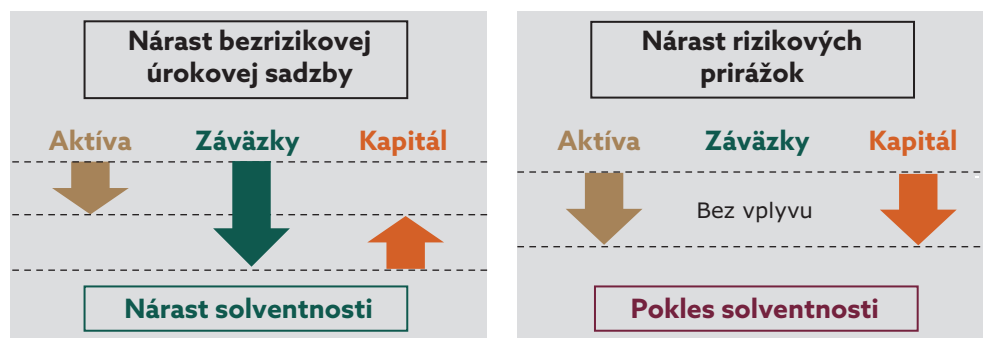 Nárast bezrizikovej
úrokovej sadzby
Aktíva Záväzky Kapitál
Nárast solventnosti
Nárast rizikových
prirážok
Aktíva Záväzky Kapitál
Bez vplyvu
Pokles solventnosti